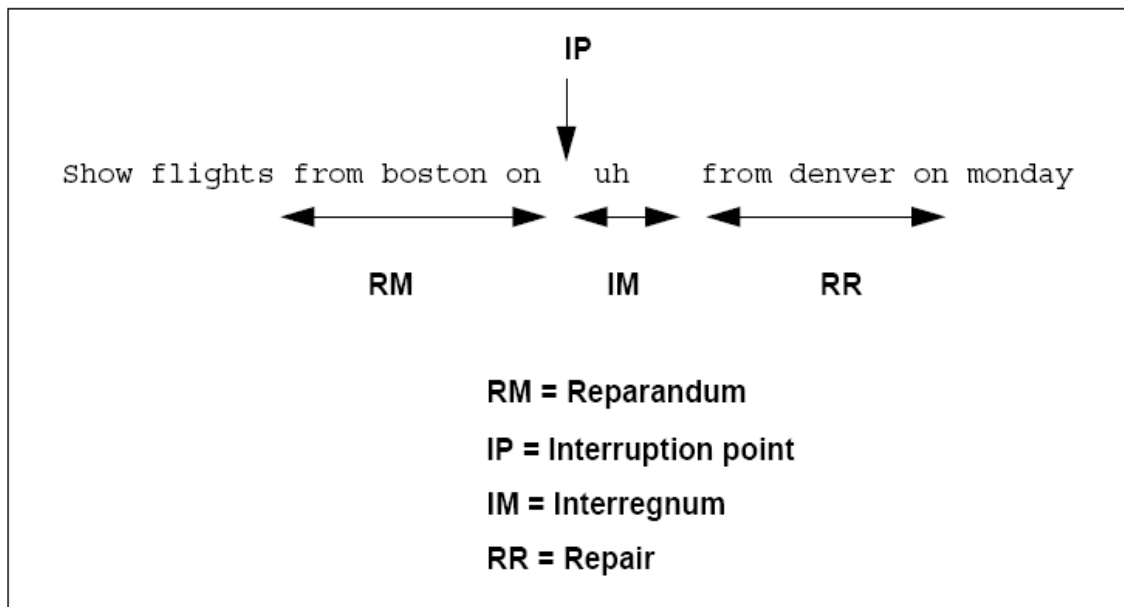 IP
Show flights from boston on uh from denver on monday
RM IM RR
RM = Reparandum
IP = Interruption point
IM = Interregnum
RR = Repair